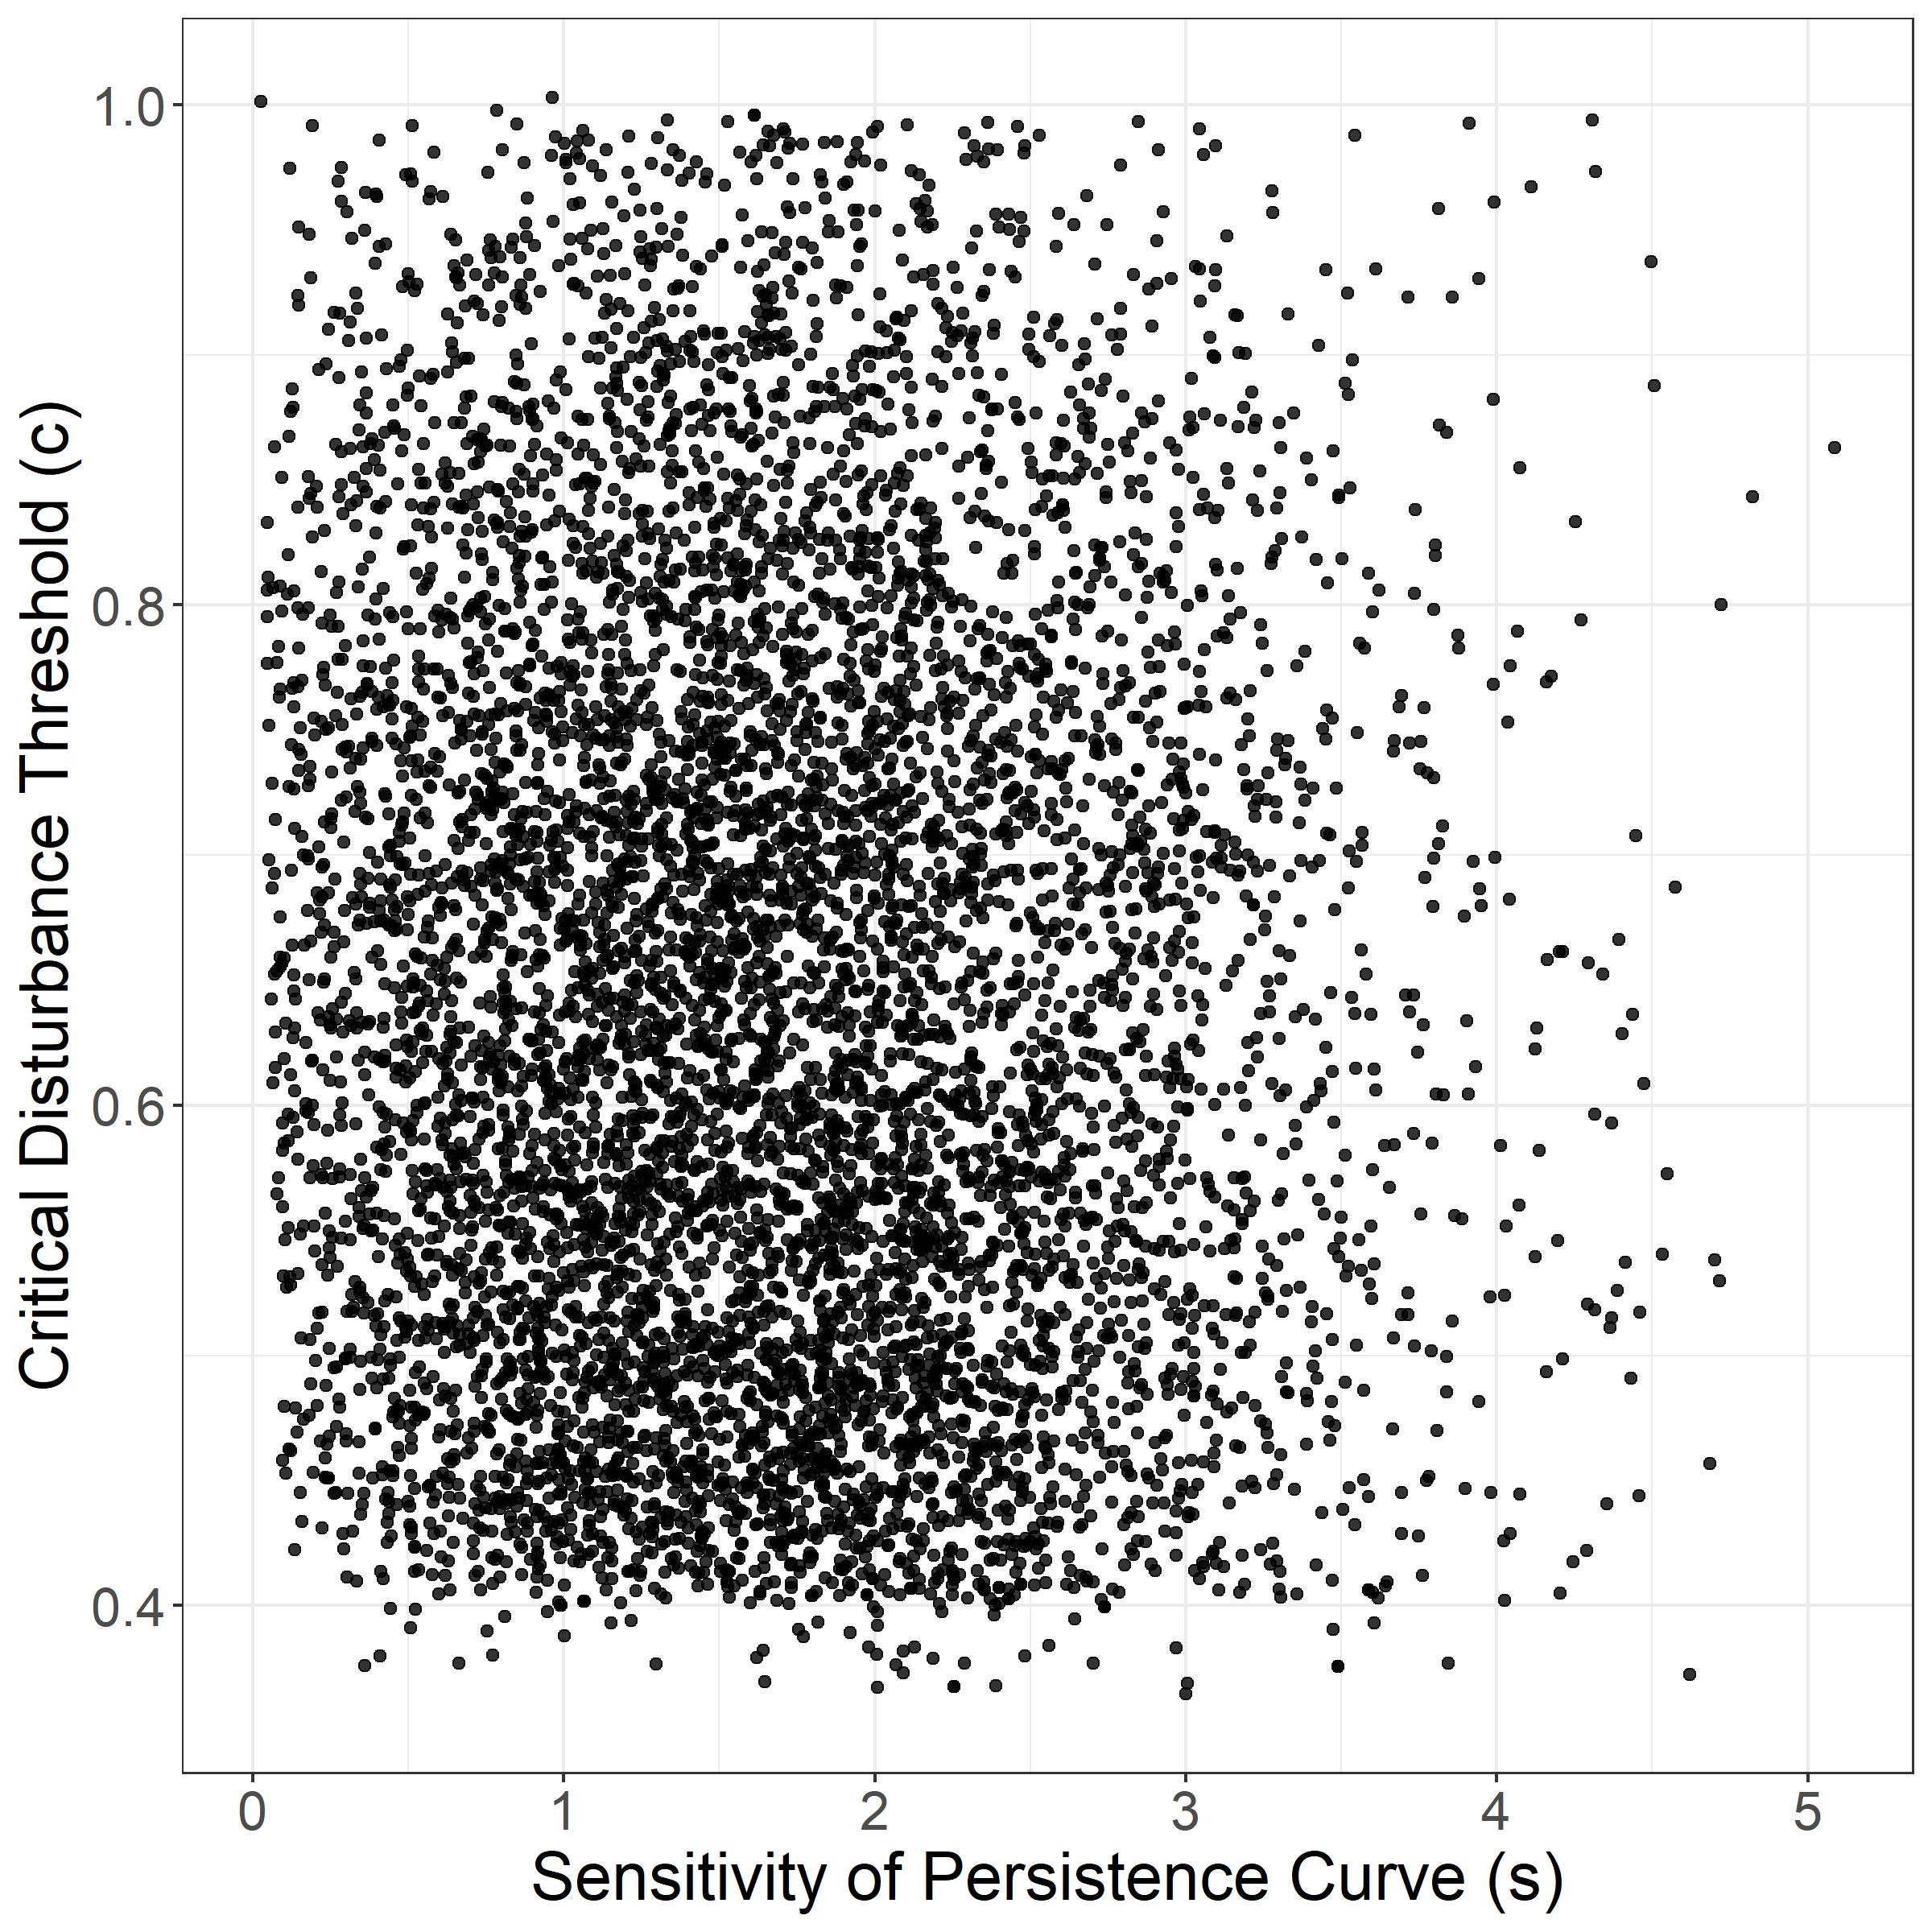 Critical Disturbance Threshold (c)
1.0
0.8
0.6
0.4
0 1 2 3 4 5
Sensitivity of Persistence Curve (s)